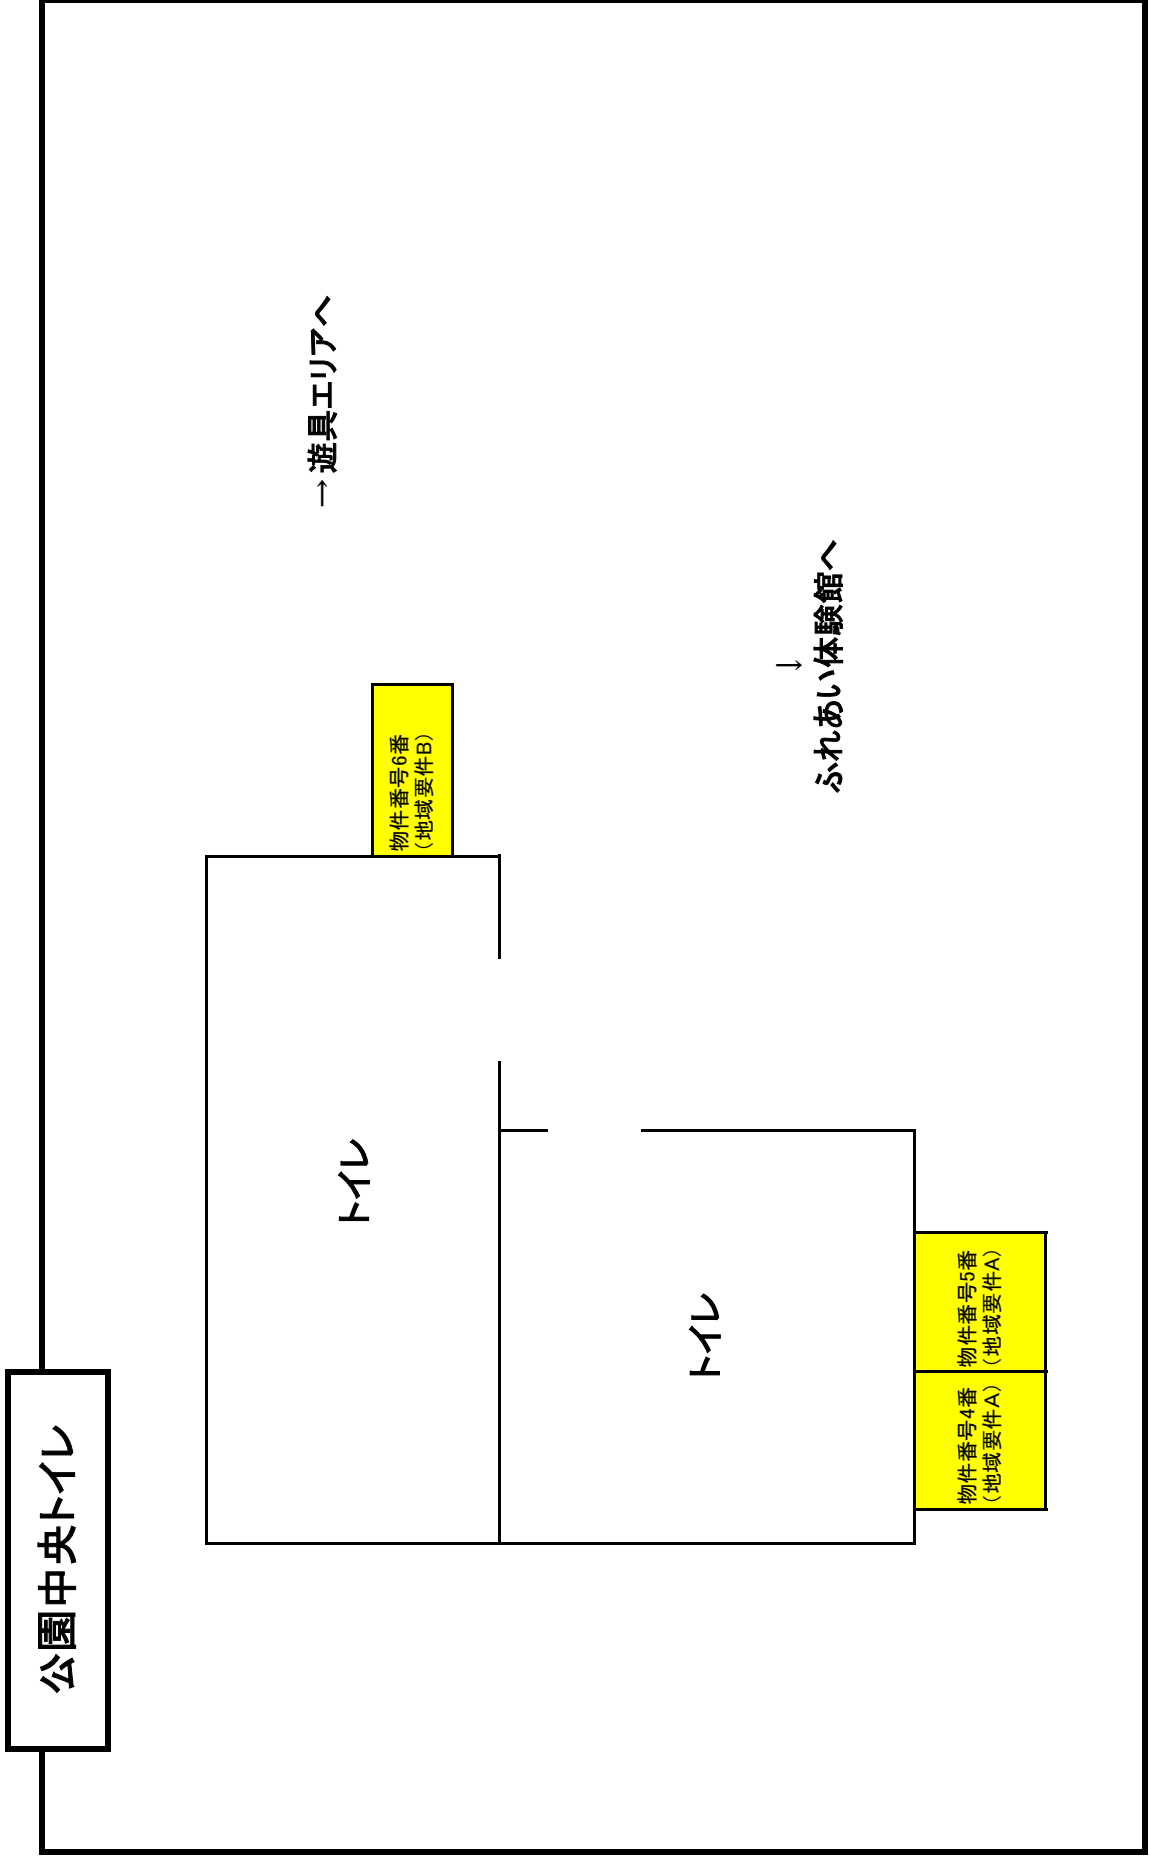 公園中央トイレ
→遊具エリアへ
物件番号6番
（地域要件B）
トイレ
↓
ふれあい体験館へ
トイレ
物件番号4番
（地域要件A）
物件番号5番
（地域要件A）